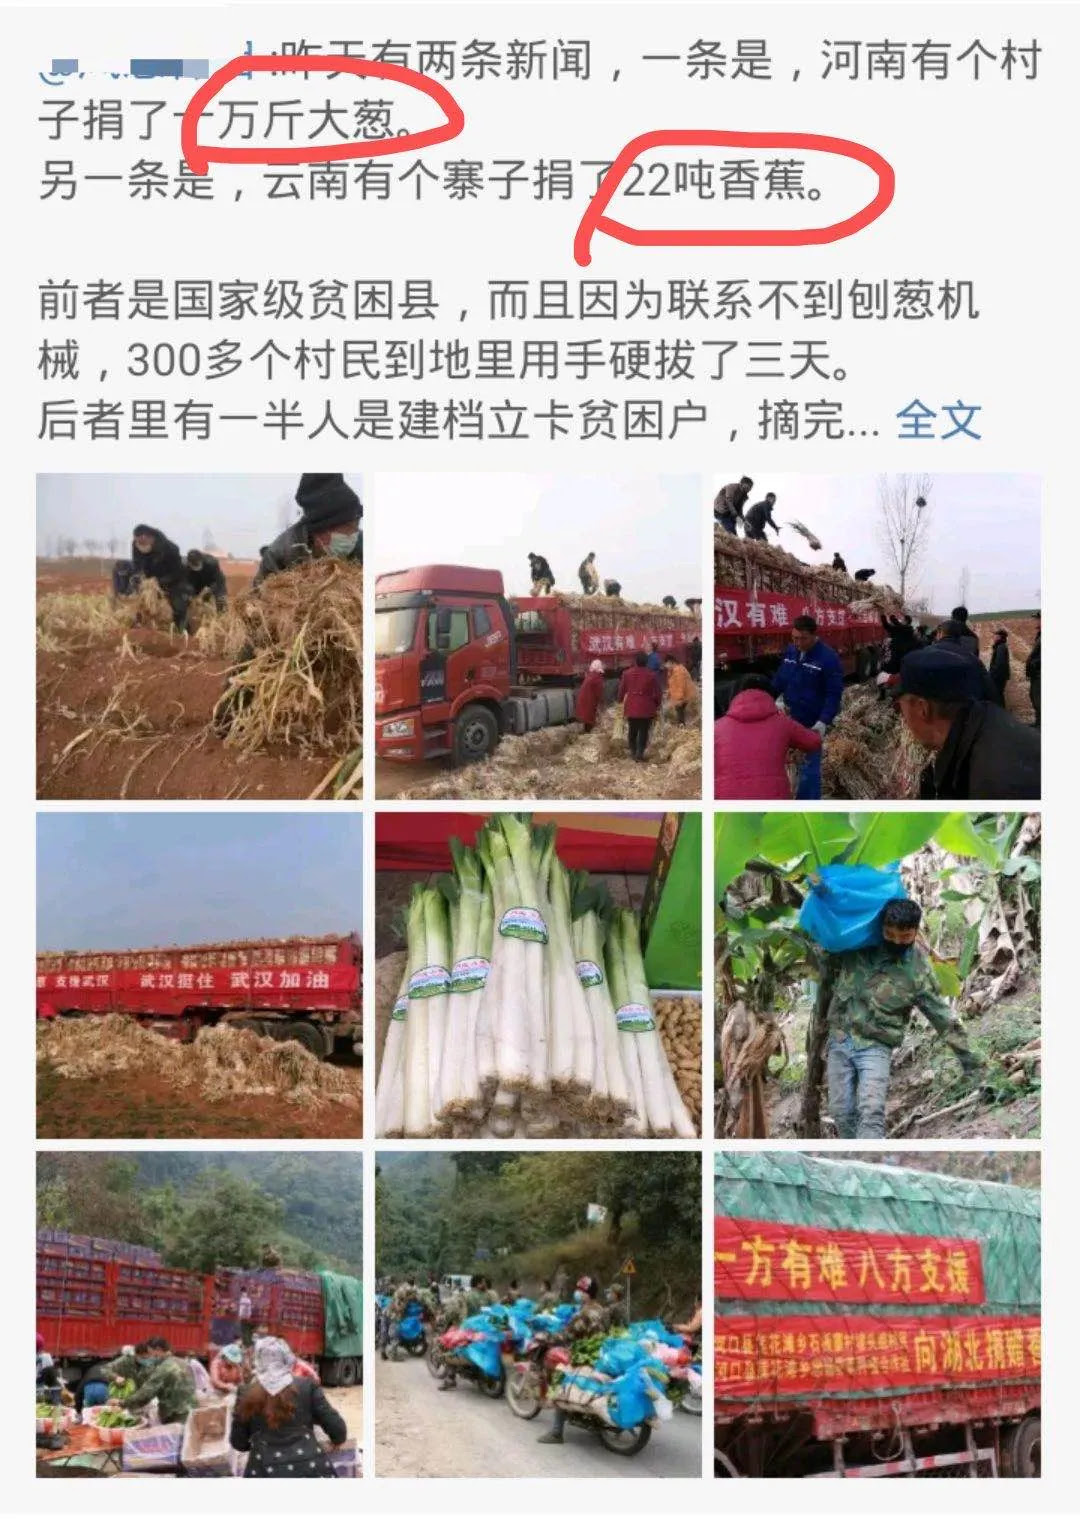 :昨天有两条新闻，一条是，河南有个村
子捐了十万斤大葱。
另一条是，云南有个寨子捐了22吨香蕉。
前者是国家级贫困县，而且因为联系不到刨葱机
械，300多个村民到地里用手硬拔了三天。
后者里有一半人是建档立卡贫困户，摘完... 全文
武汉有难 八方支
汉有难 八方支
支援武汉 武汉挺住 武汉加油
一方有难 八方支援
向湖北捐赠香